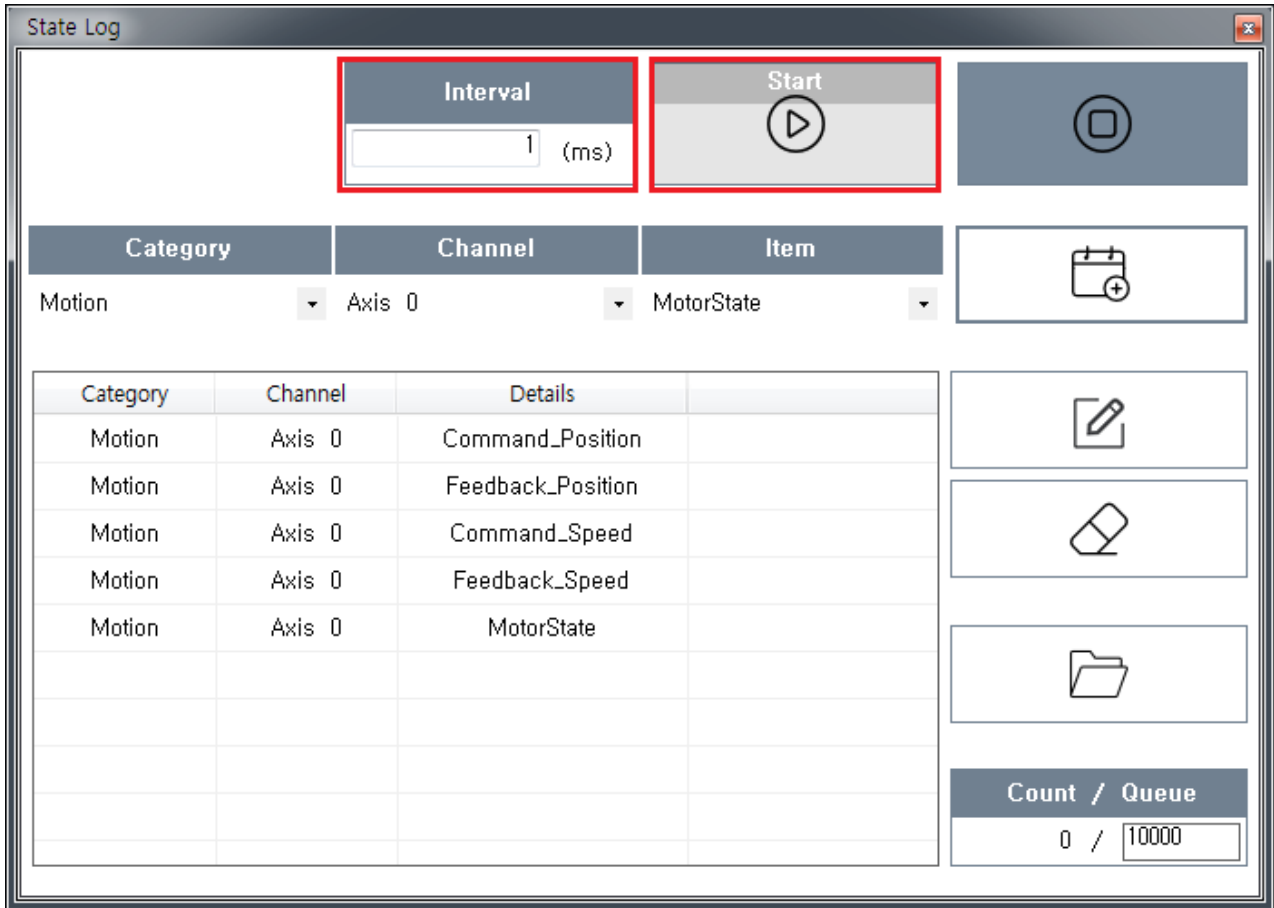 State Log
Interval
1 (ms)
Start
Category Channel Item
Motion Axis 0 MotorState
Category Channel Details
Motion Axis 0 Command_Position
Motion Axis 0 Feedback_Position
Motion Axis 0 Command_Speed
Motion Axis 0 Feedback_Speed
Motion Axis 0 MotorState
Count / Queue
0 / 10000